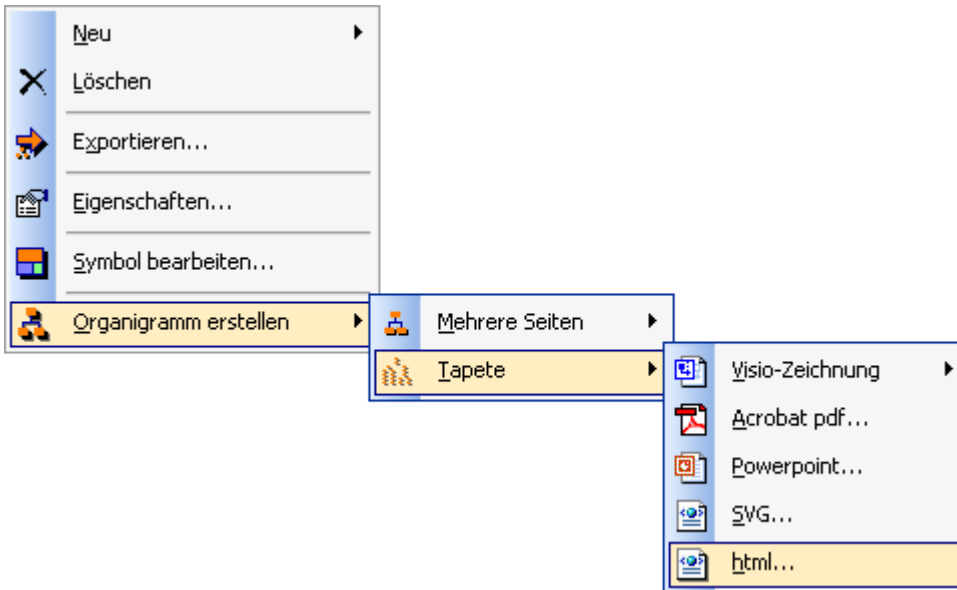 Neu
Löschen
Exportieren...
Eigenschaften...
Symbol bearbeiten...
Organigramm erstellen
Mehrere Seiten
Tapete
Visio-Zeichnung
Acrobat pdf...
Powerpoint...
SVG...
html...